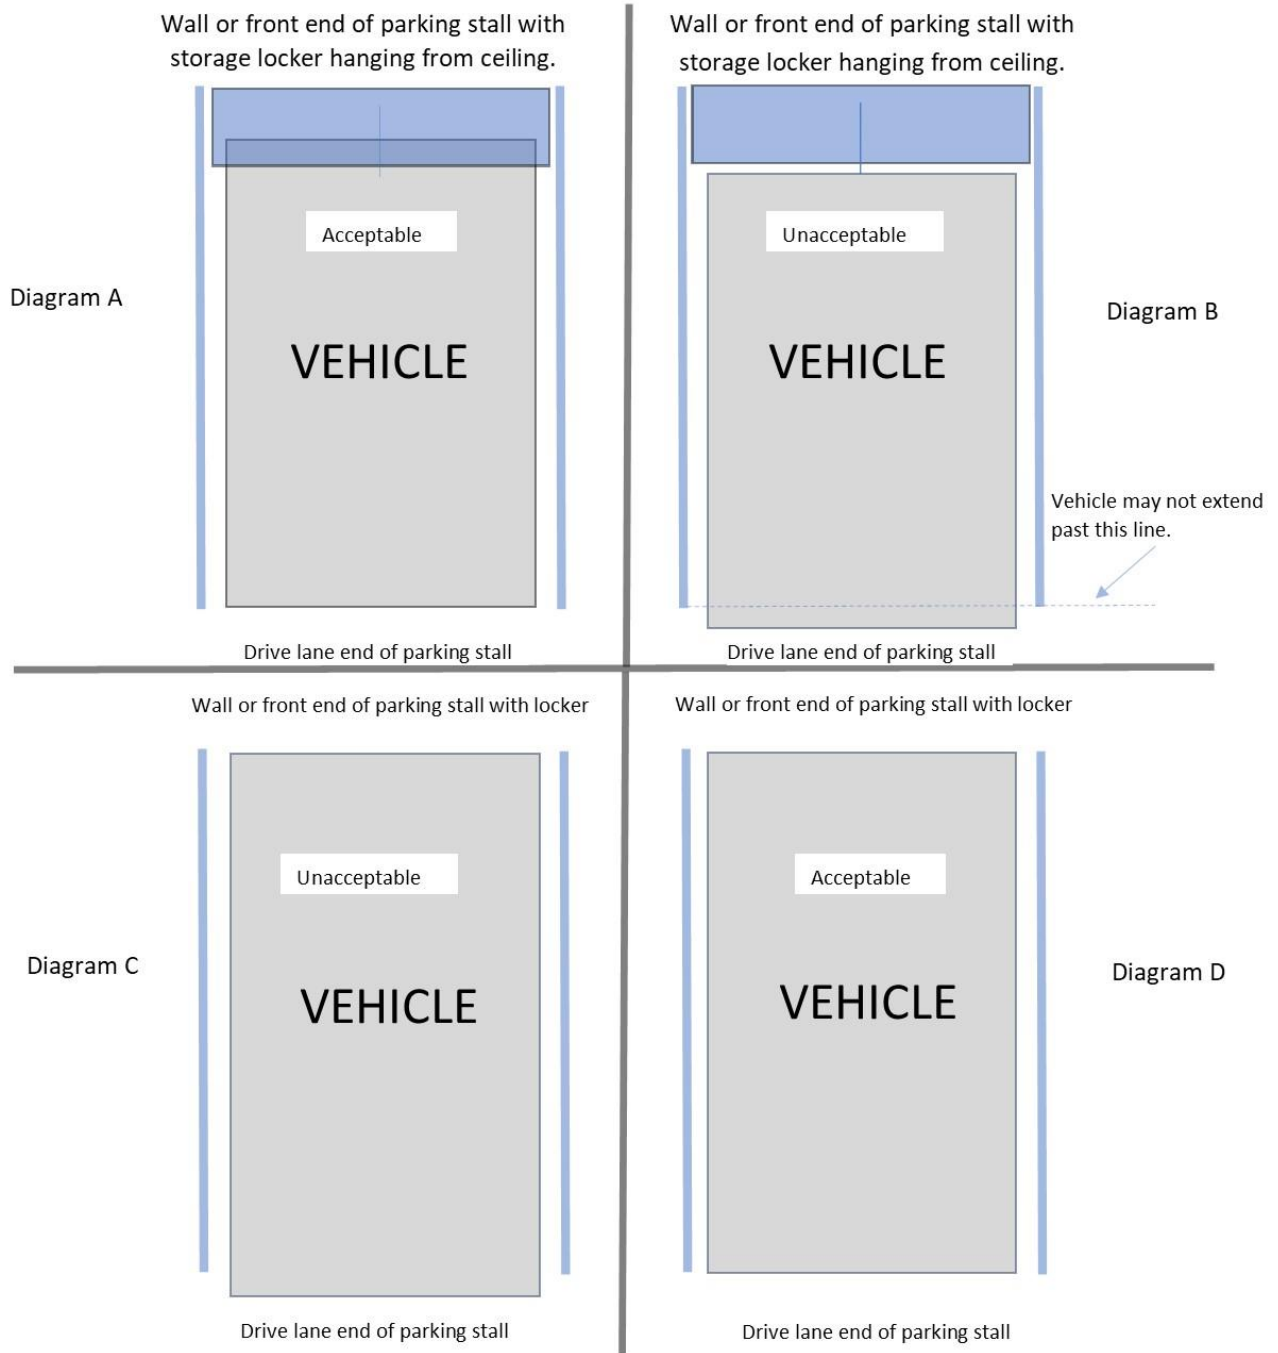 Wall or front end of parking stall with
storage locker hanging from ceiling.
Acceptable
VEHICLE
Diagram A
Drive lane end of parking stall
Wall or front end of parking stall with
storage locker hanging from ceiling.
Unacceptable
VEHICLE
Diagram B
Vehicle may not extend
past this line.
Drive lane end of parking stall
Wall or front end of parking stall with locker
Unacceptable
VEHICLE
Diagram C
Drive lane end of parking stall
Wall or front end of parking stall with locker
Acceptable
VEHICLE
Diagram D
Drive lane end of parking stall